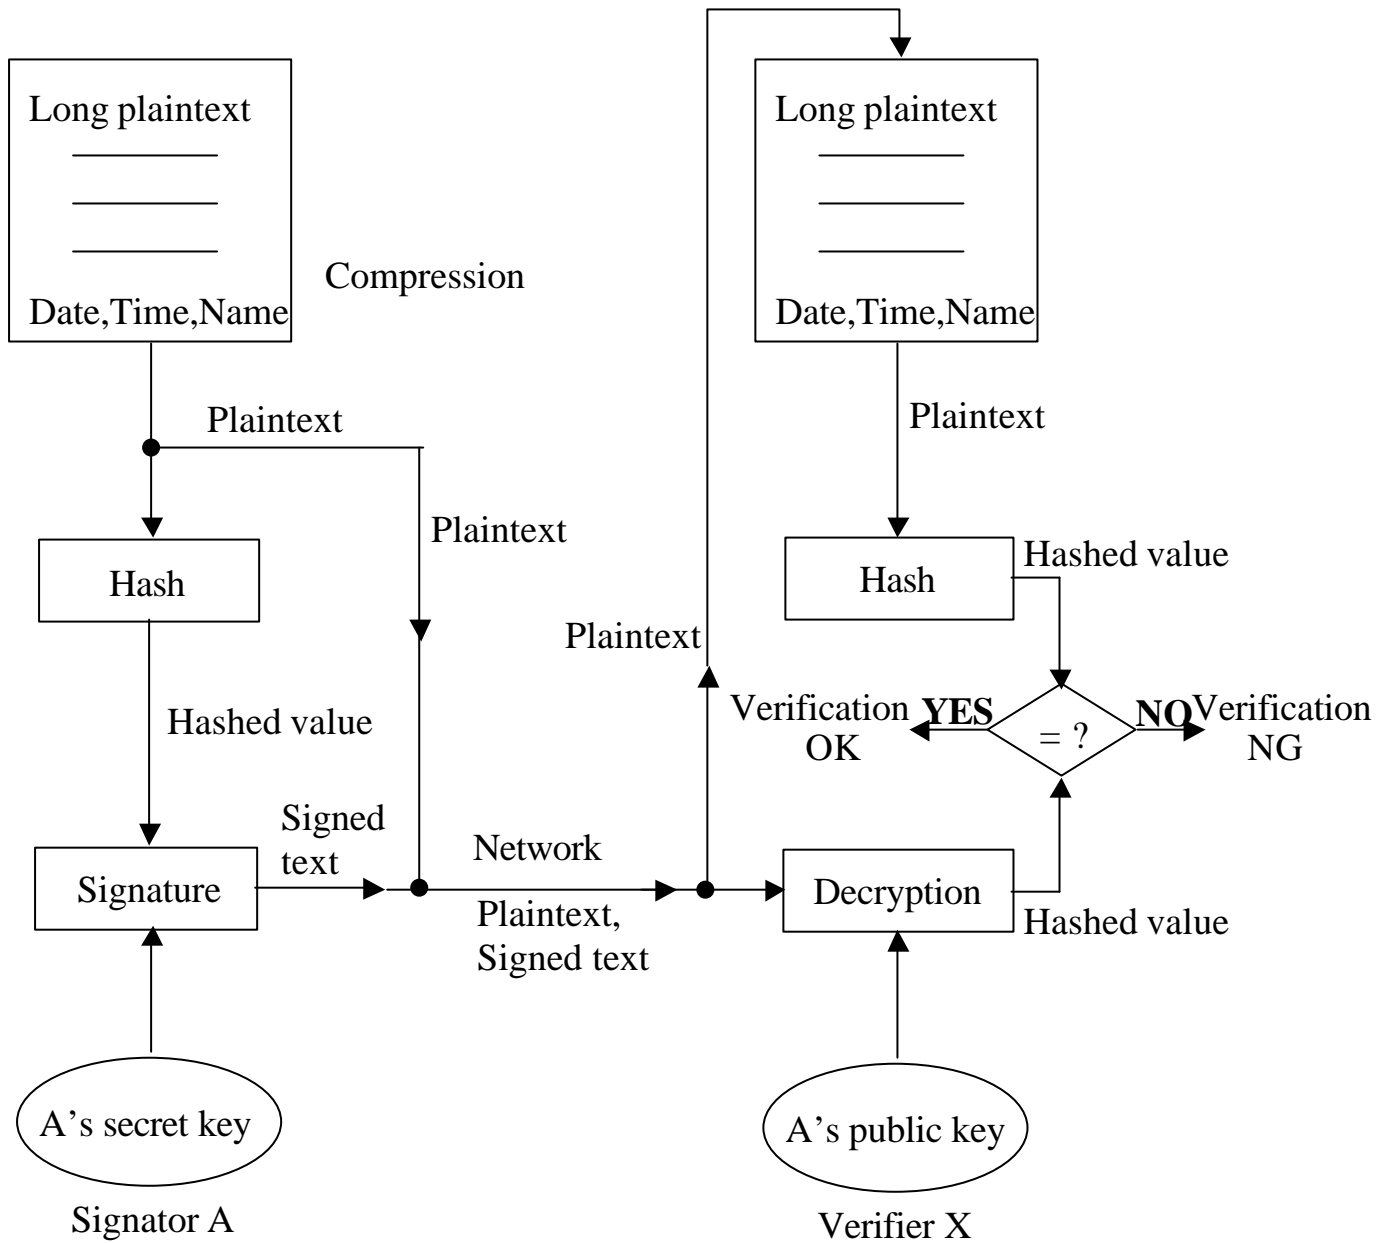 Long plaintext
Date,Time,Name
Compression
Plaintext
Plaintext
Hash
Hashed value
Signed
text
Signature
A’s secret key
Signator A
Network
Plaintext,
Signed text
Plaintext
Long plaintext
Date,Time,Name
Plaintext
Hash
Hashed value
Verification
OK
YES
= ?
NO
Verification
NG
Decryption
Hashed value
A’s public key
Verifier X